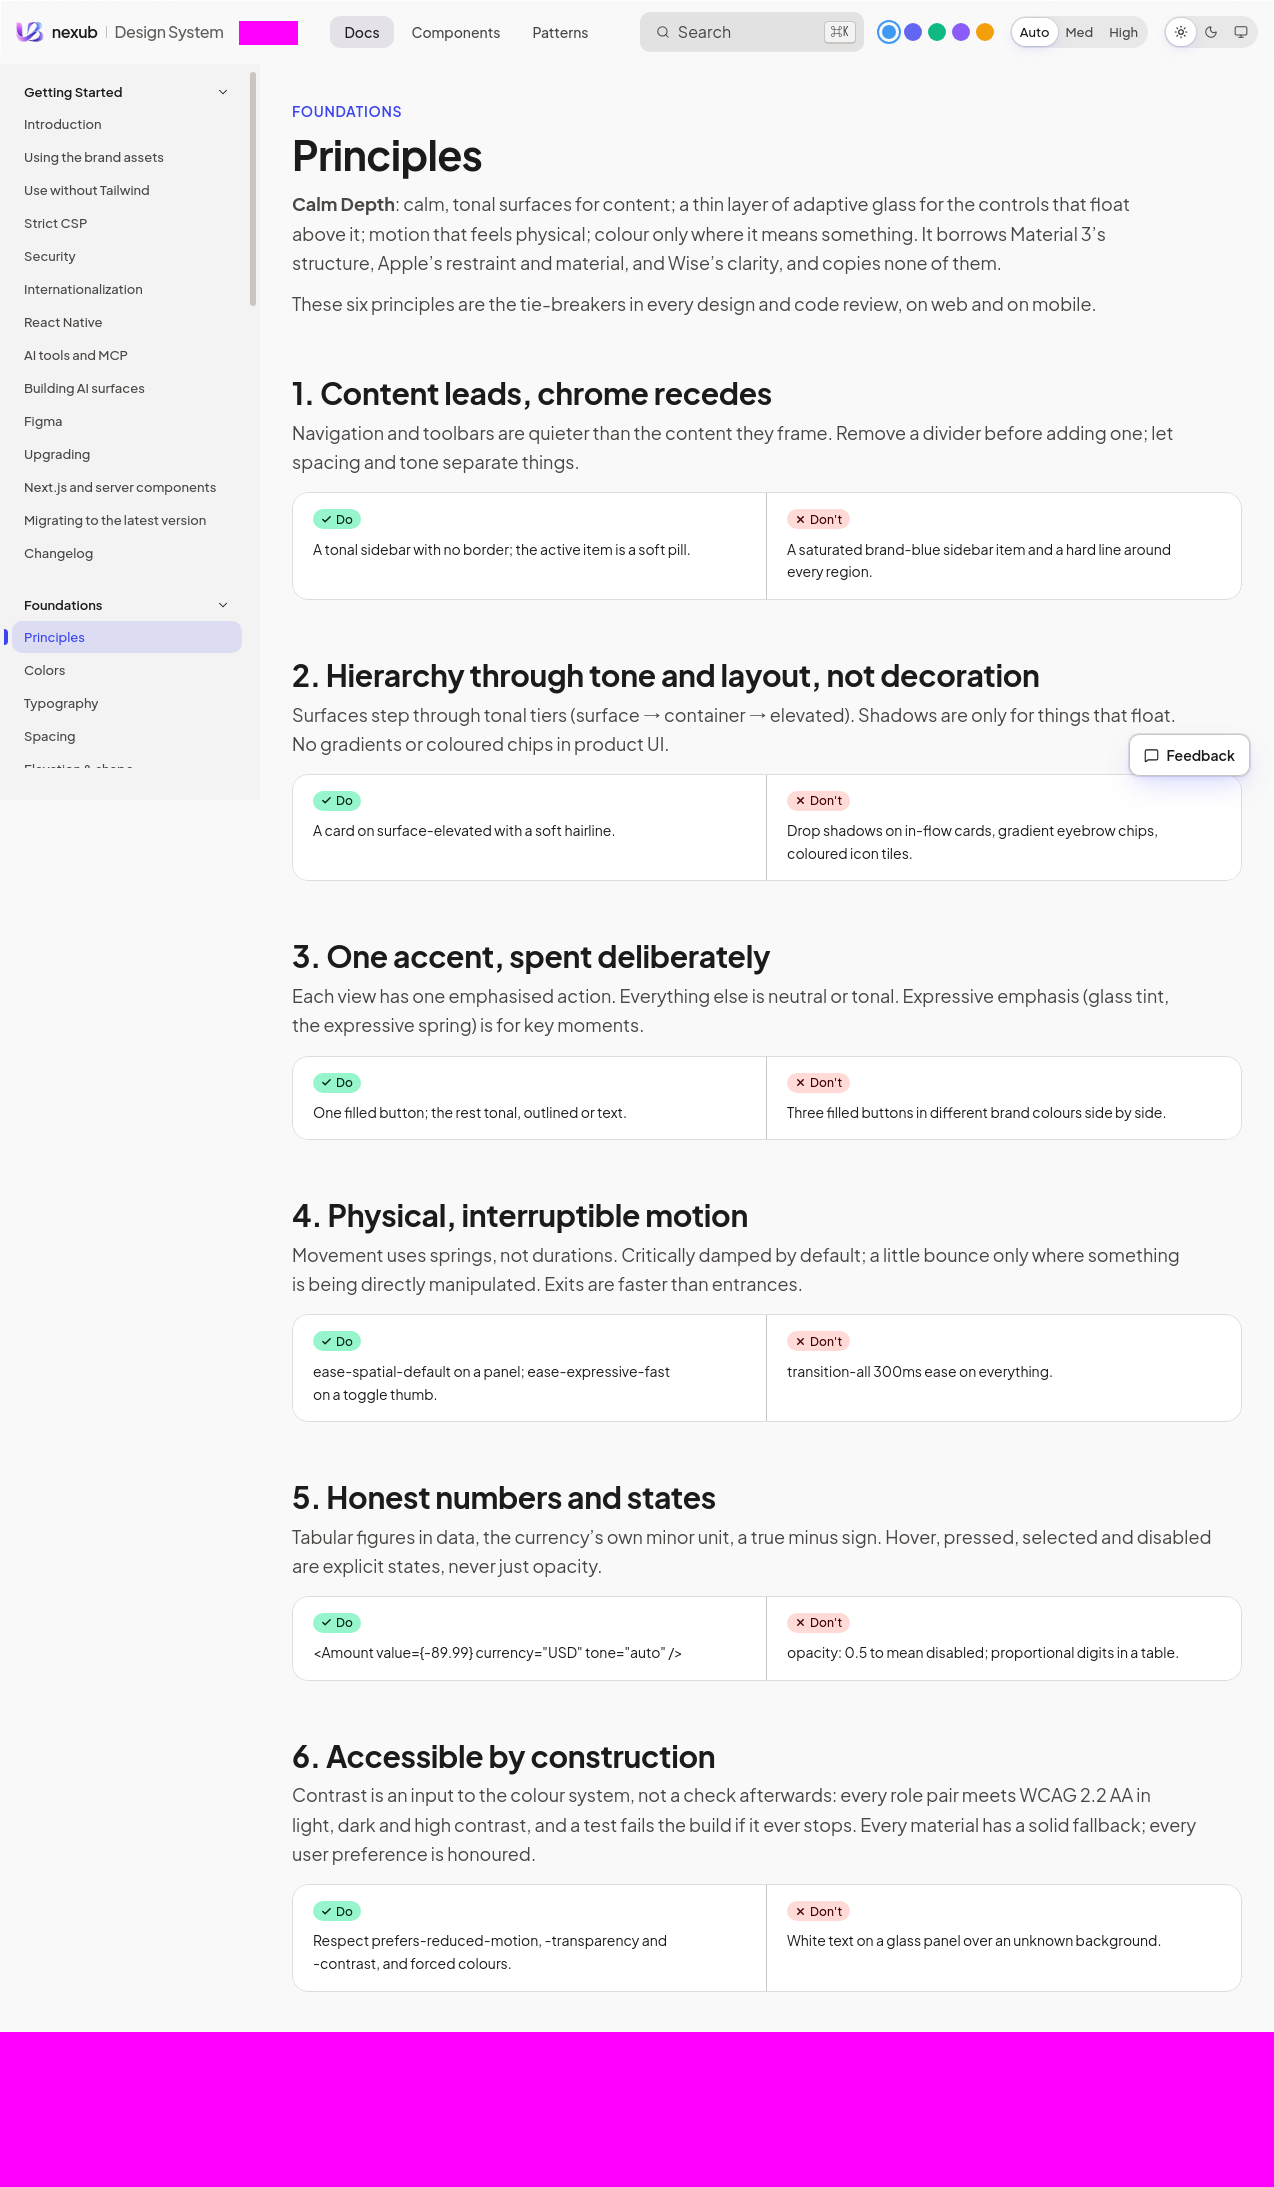 nexub Design System Docs Components Patterns Search ⌘K Auto Med High
Getting Started
Introduction
Using the brand assets
Use without Tailwind
Strict CSP
Security
Internationalization
React Native
AI tools and MCP
Building AI surfaces
Figma
Upgrading
Next.js and server components
Migrating to the latest version
Changelog
Foundations
Principles
Colors
Typography
Spacing
Elevation & shape
FOUNDATIONS
Principles
Calm Depth: calm, tonal surfaces for content; a thin layer of adaptive glass for the controls that float
above it; motion that feels physical; colour only where it means something. It borrows Material 3’s
structure, Apple’s restraint and material, and Wise’s clarity, and copies none of them.
These six principles are the tie-breakers in every design and code review, on web and on mobile.
1. Content leads, chrome recedes
Navigation and toolbars are quieter than the content they frame. Remove a divider before adding one; let
spacing and tone separate things.
Do
A tonal sidebar with no border; the active item is a soft pill.
Don't
A saturated brand-blue sidebar item and a hard line around
every region.
2. Hierarchy through tone and layout, not decoration
Surfaces step through tonal tiers (surface → container → elevated). Shadows are only for things that float.
No gradients or coloured chips in product UI.
Feedback
Do
A card on surface-elevated with a soft hairline.
Don't
Drop shadows on in-flow cards, gradient eyebrow chips,
coloured icon tiles.
3. One accent, spent deliberately
Each view has one emphasised action. Everything else is neutral or tonal. Expressive emphasis (glass tint,
the expressive spring) is for key moments.
Do
One filled button; the rest tonal, outlined or text.
Don't
Three filled buttons in different brand colours side by side.
4. Physical, interruptible motion
Movement uses springs, not durations. Critically damped by default; a little bounce only where something
is being directly manipulated. Exits are faster than entrances.
Do
ease-spatial-default on a panel; ease-expressive-fast
on a toggle thumb.
Don't
transition-all 300ms ease on everything.
5. Honest numbers and states
Tabular figures in data, the currency’s own minor unit, a true minus sign. Hover, pressed, selected and disabled
are explicit states, never just opacity.
Do
<Amount value={-89.99} currency="USD" tone="auto" />
Don't
opacity: 0.5 to mean disabled; proportional digits in a table.
6. Accessible by construction
Contrast is an input to the colour system, not a check afterwards: every role pair meets WCAG 2.2 AA in
light, dark and high contrast, and a test fails the build if it ever stops. Every material has a solid fallback; every
user preference is honoured.
Do
Respect prefers-reduced-motion, -transparency and
-contrast, and forced colours.
Don't
White text on a glass panel over an unknown background.